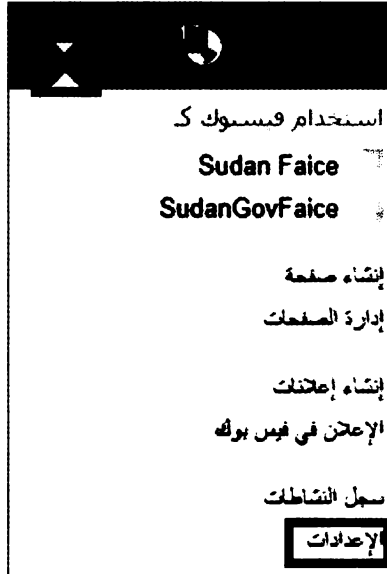 استخدام فيسبوك كـ
Sudan Faice
SudanGovFaice
إنشاء صفحة
إدارة الصفحات
إنشاء إعلانات
الإعلان في فيس بوك
سجل النشاطات
الإعدادات